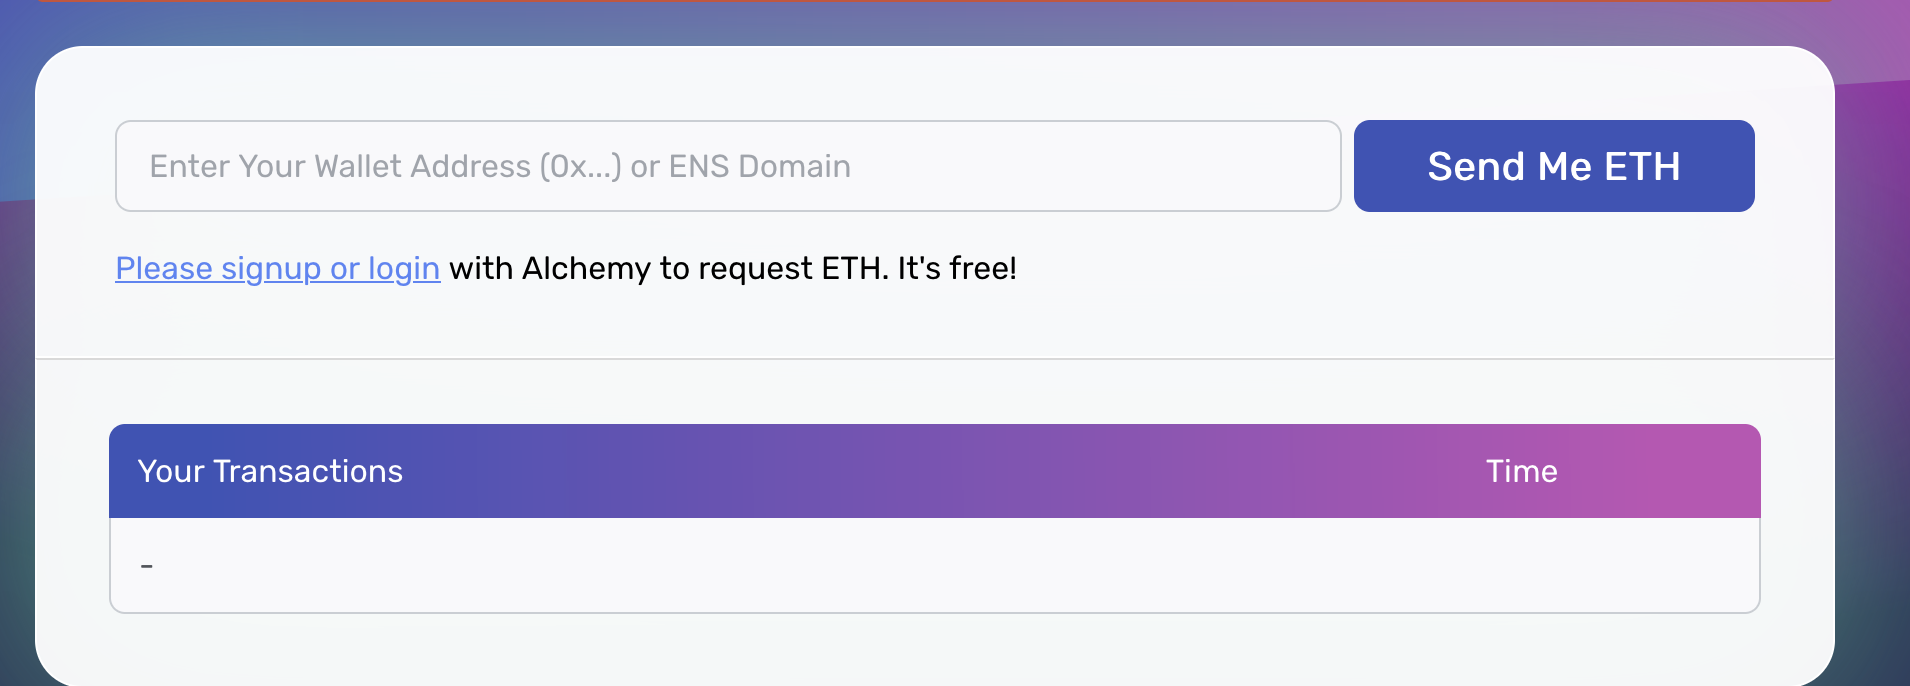 Enter Your Wallet Address (0x...) or ENS Domain
Send Me ETH
Please signup or login with Alchemy to request ETH. It's free!
Your Transactions
Time
-